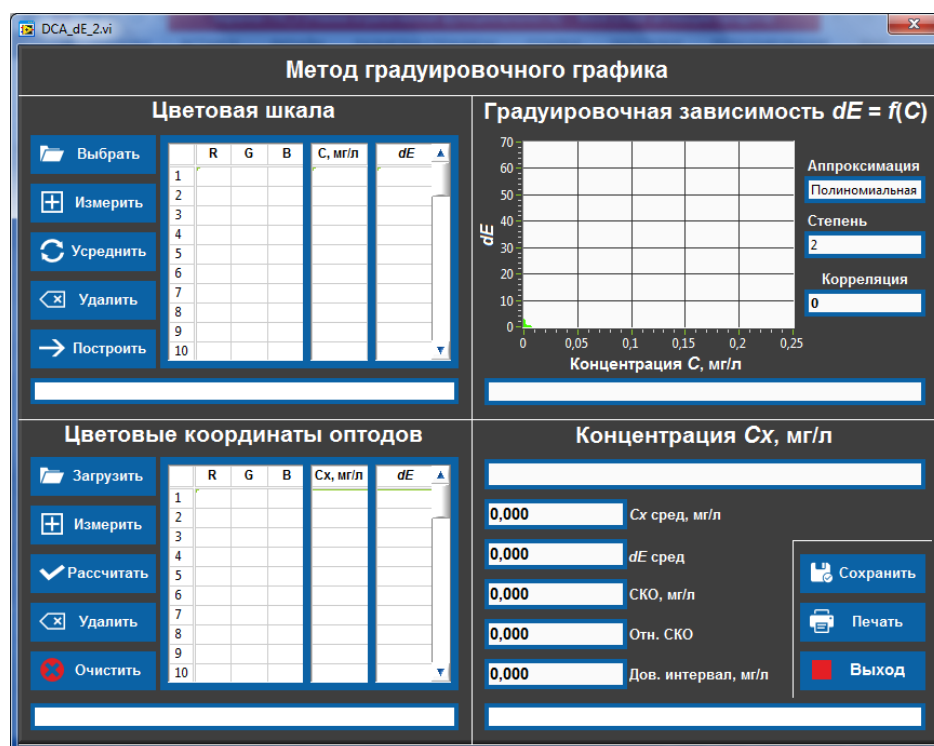 DCA_dE_2.vi
Метод градуировочного графика
Цветовая шкала
Выбрать
Измерить
Усреднить
Удалить
Построить
R G B C, мг/л dE
1
2
3
4
5
6
7
8
9
10
Градуировочная зависимость dE = f(C)
70
60
50
40
30
20
10
0
dE
0 0,05 0,1 0,15 0,2 0,25
Концентрация C, мг/л
Аппроксимация
Полиномиальная
Степень
2
Корреляция
0
Цветовые координаты оптодов
Загрузить
Измерить
Рассчитать
Удалить
Очистить
R G B Cx, мг/л dE
1
2
3
4
5
6
7
8
9
10
Концентрация Cx, мг/л
0,000 Cx сред, мг/л
0,000 dE сред
0,000 СКО, мг/л
0,000 Отн. СКО
0,000 Дов. интервал, мг/л
Сохранить
Печать
Выход